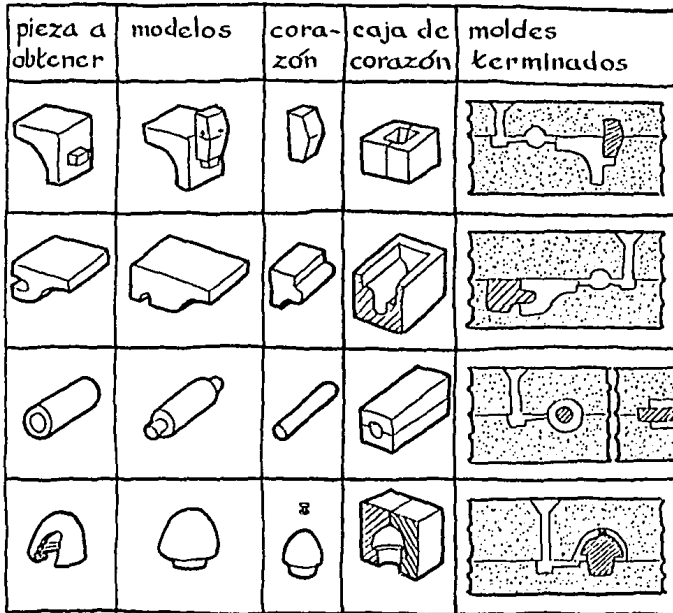 pieza a
obtener
modelos
cora-
zón
caja de
corazón
moldes
terminados